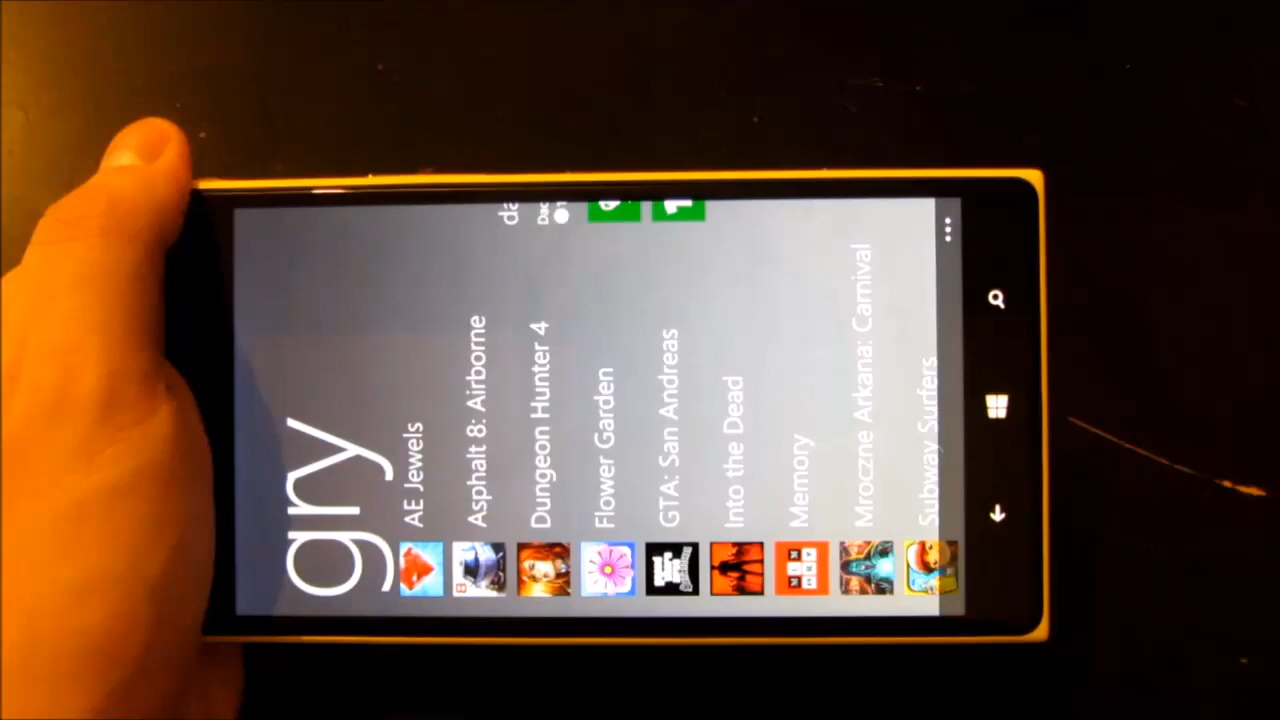 gry
AE Jewels
Asphalt 8: Airborne
Dungeon Hunter 4
Flower Garden
GTA: San Andreas
Into the Dead
Memory
Mroczne Arkana: Carnival
Subway Surfers